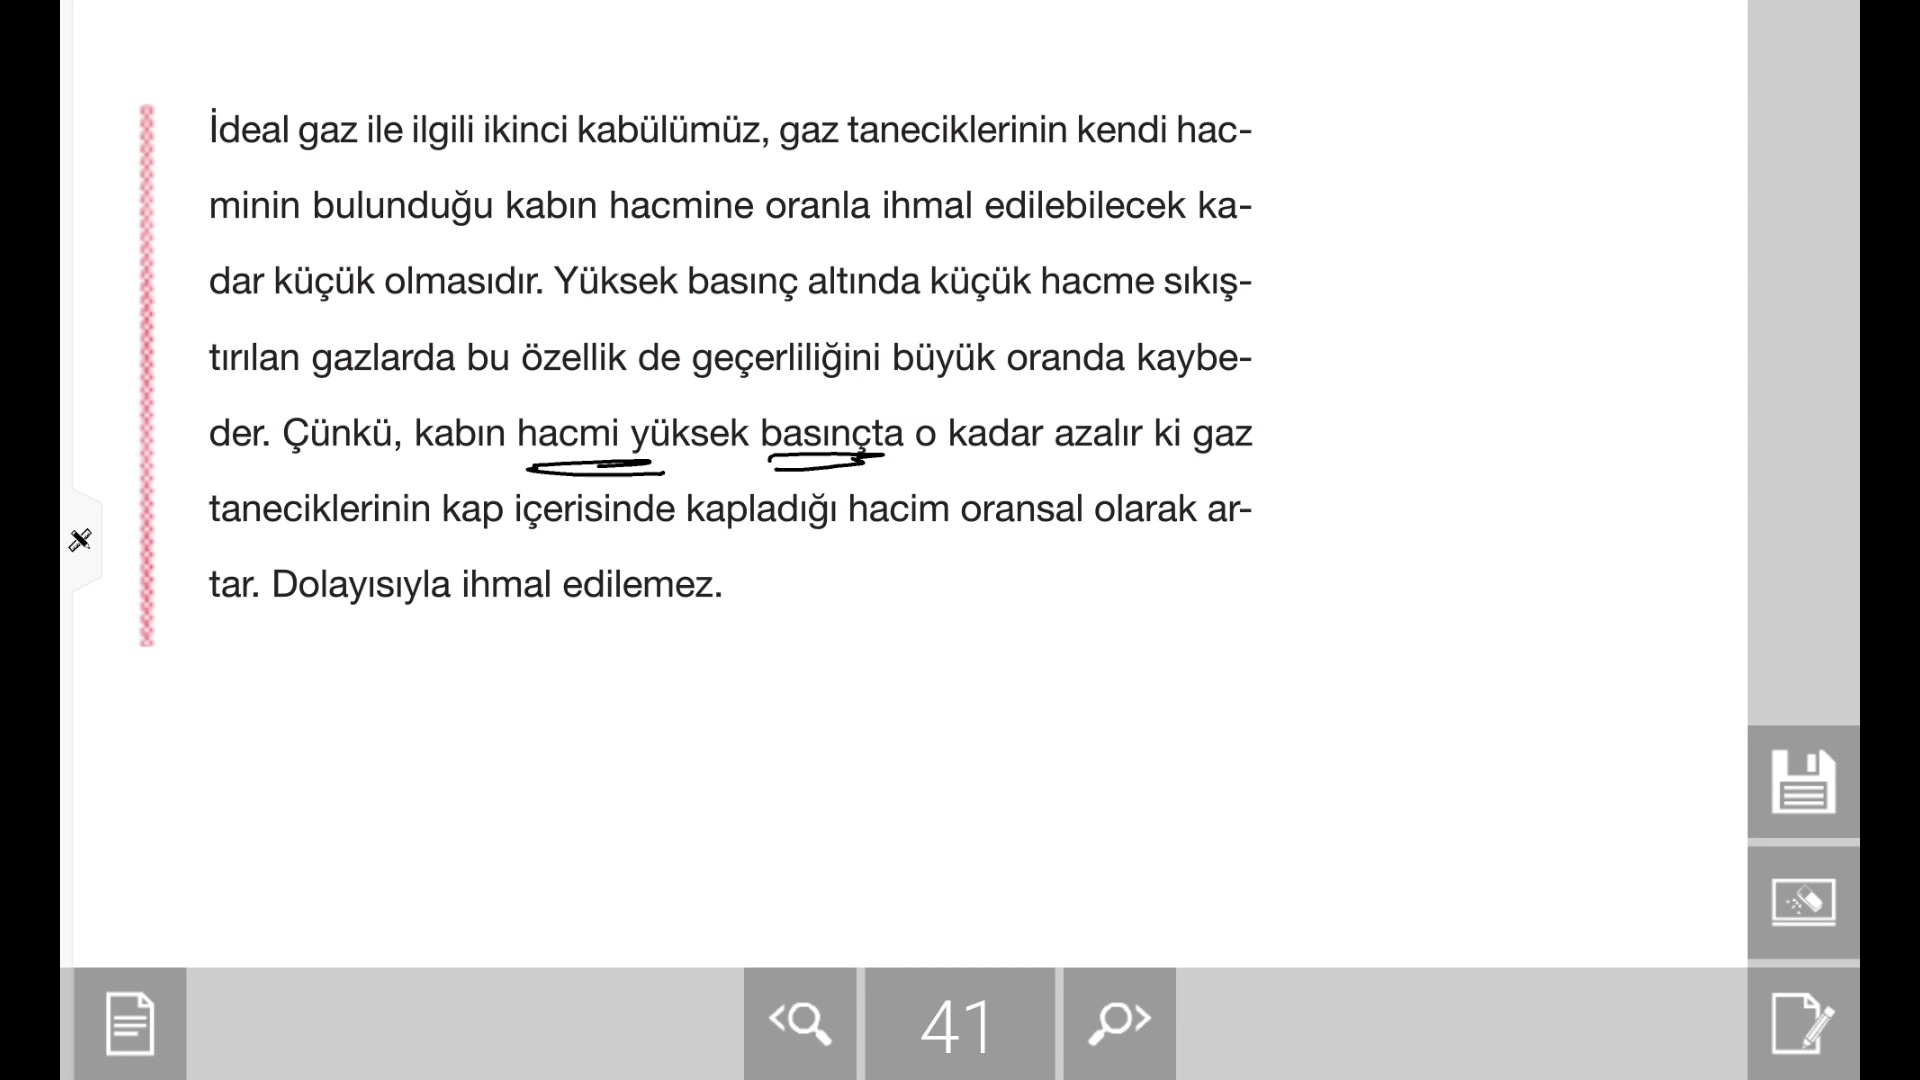 İdeal gaz ile ilgili ikinci kabülümüz, gaz taneciklerinin kendi hac-
minin bulunduğu kabın hacmine oranla ihmal edilebilecek ka-
dar küçük olmasıdır. Yüksek basınç altında küçük hacme sıkış-
tırılan gazlarda bu özellik de geçerliliğini büyük oranda kaybe-
der. Çünkü, kabın hacmi yüksek basınçta o kadar azalır ki gaz
taneciklerinin kap içerisinde kapladığı hacim oransal olarak ar-
tar. Dolayısıyla ihmal edilemez.
41